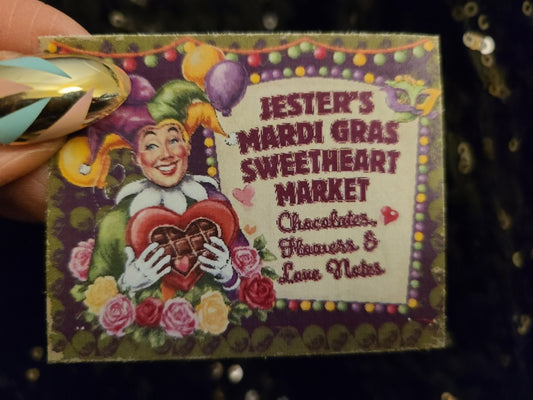 JESTER'S
MARDI GRAS
SWEETHEART
MARKET
Chocolates,
Flowers &
Love Notes